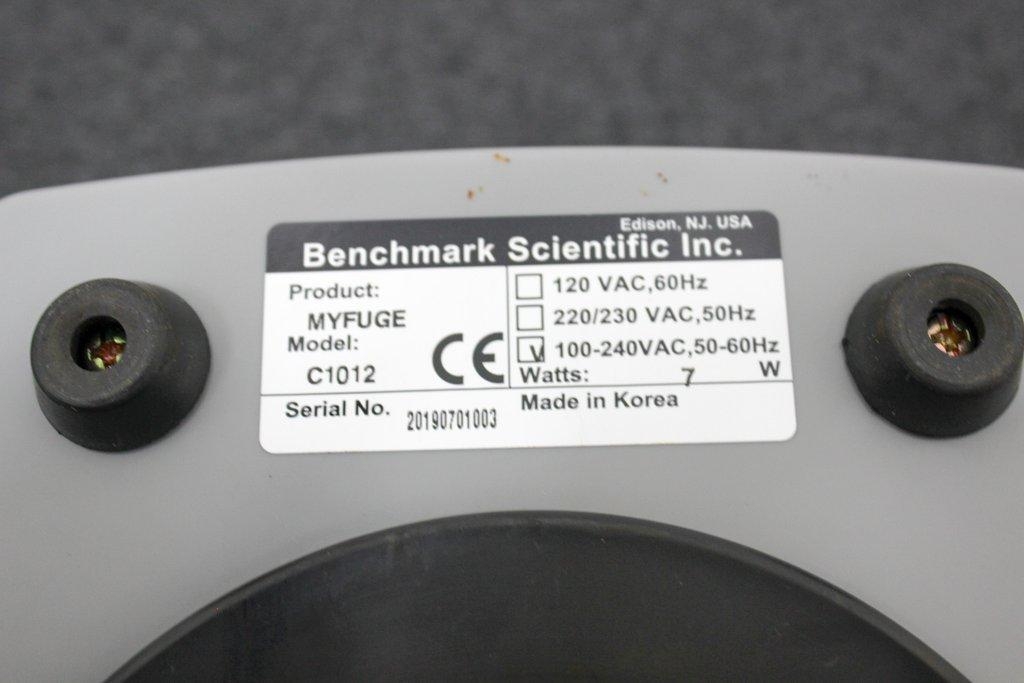 Edison, NJ. USA
Benchmark Scientific Inc.
Product:
MYFUGE
Model:
C1012
CE
Serial No. 20190701003
120 VAC,60Hz
220/230 VAC,50Hz
V 100-240VAC,50-60Hz
Watts: 7 W
Made in Korea